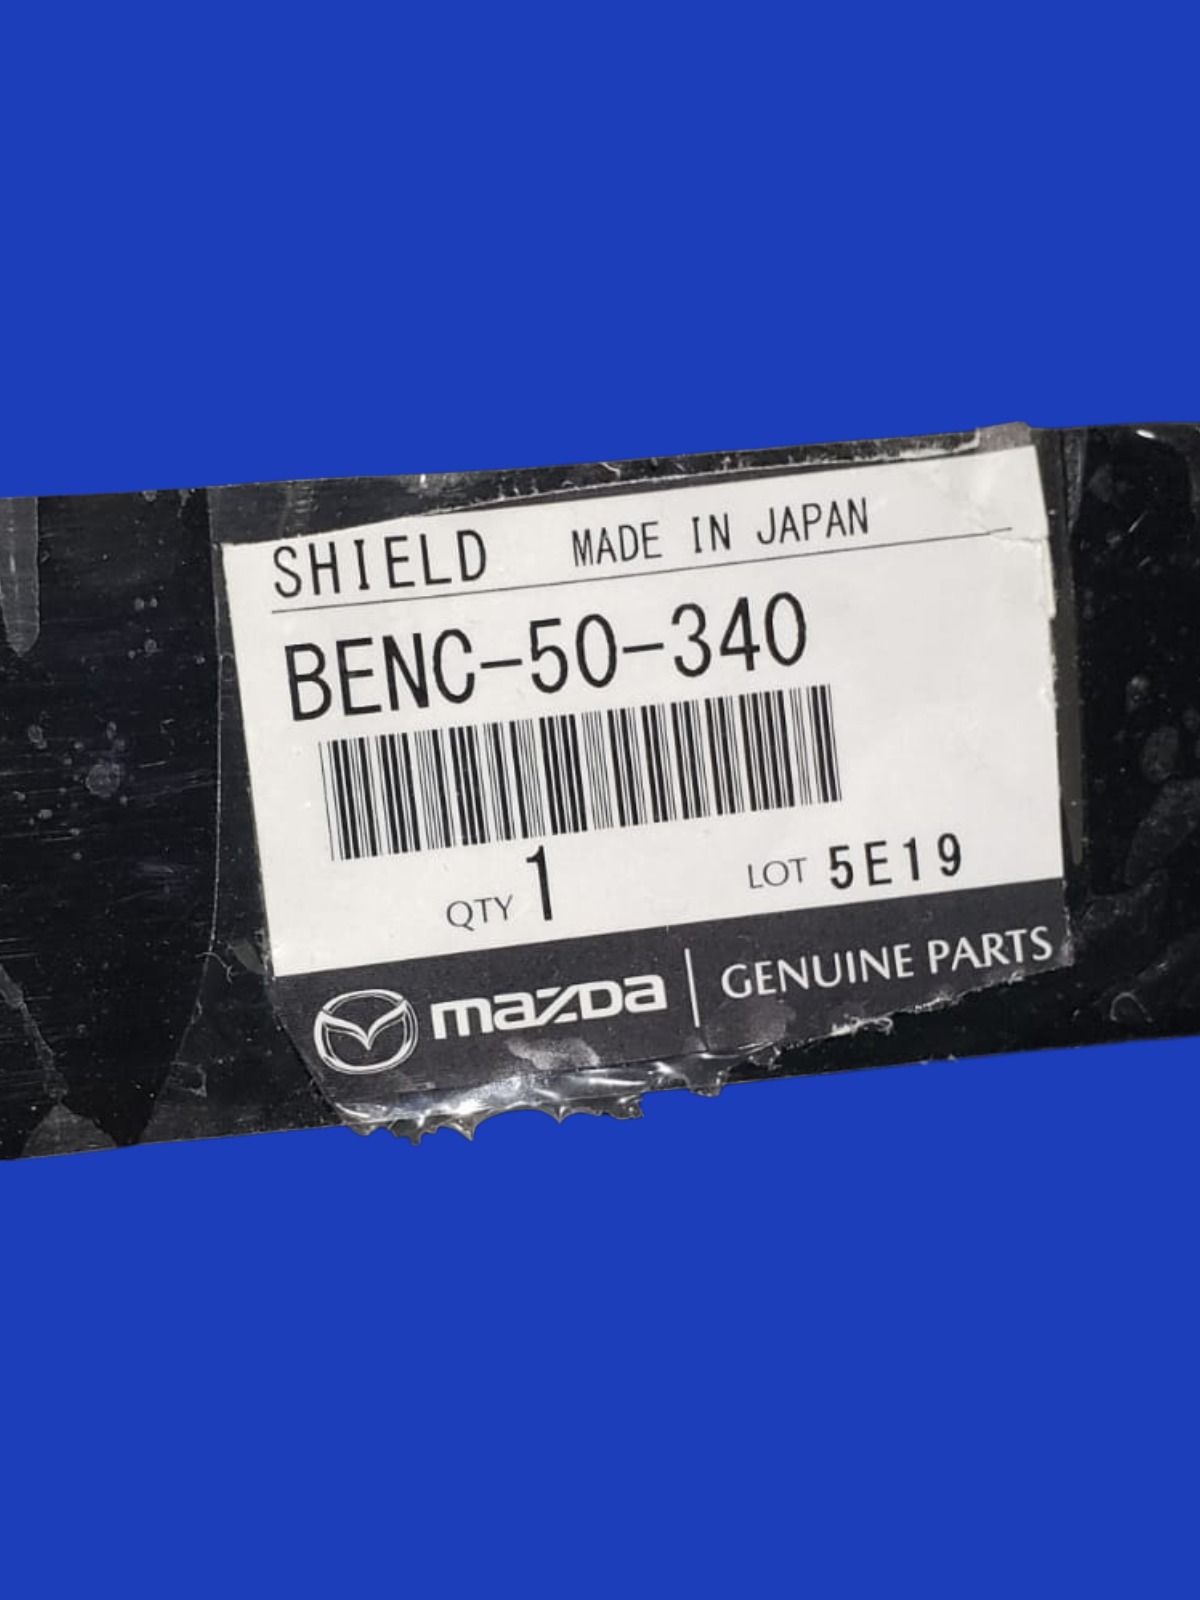 SHIELD MADE IN JAPAN
BENC-50-340
QTY 1 LOT 5E19
mazda GENUINE PARTS